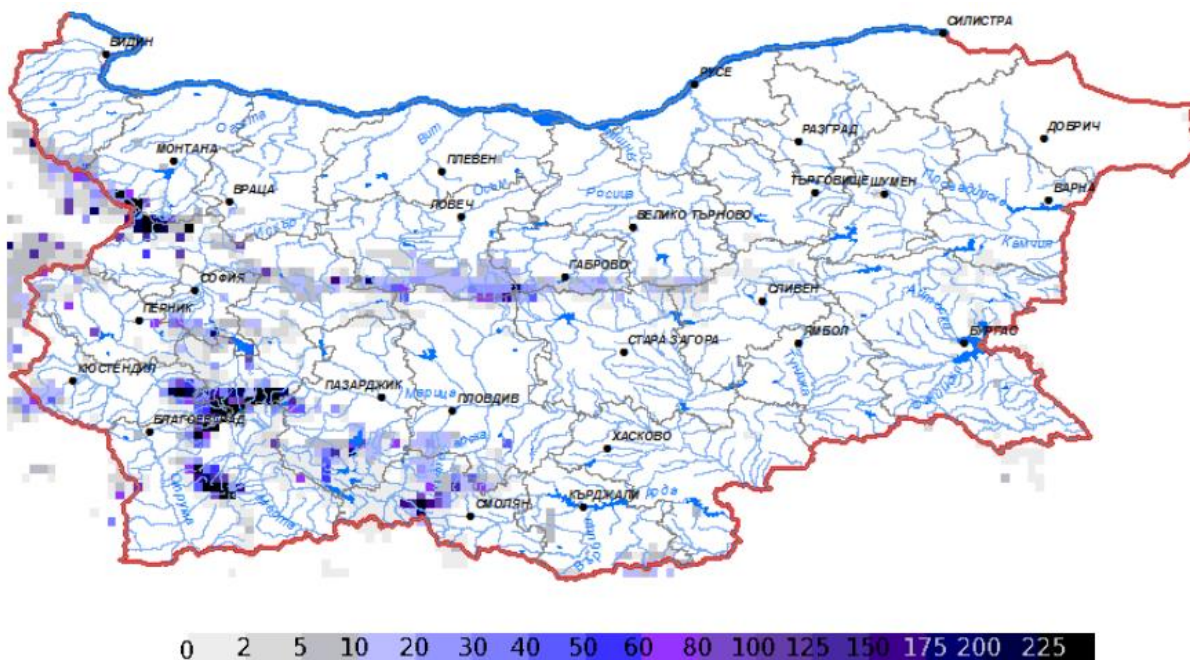 СИЛИСТРА
ВИДИН
РУСЕ
ДОБРИЧ
РАЗГРАД
Огоста
Вит
МОНТАНА
ПЛЕВЕН
ТЪРГОВИЩЕ
ШУМЕН
Осъм
Росица
ВРАЦА
ВАРНА
ЛОВЕЧ
ВЕЛИКО ТЪРНОВО
Камчия
ГАБРОВО
СОФИЯ
СЛИВЕН
ПЕРНИК
ЯМБОЛ
БУРГАС
СТАРА ЗАГОРА
КЮСТЕНДИЛ
ПАЗАРДЖИК
Марица
ПЛОВДИВ
БЛАГОЕВГРАД
ХАСКОВО
КЪРДЖАЛИ
СМОЛЯН
Струма
Места
0 2 5 10 20 30 50 60 80 100 125 150 175 200 225